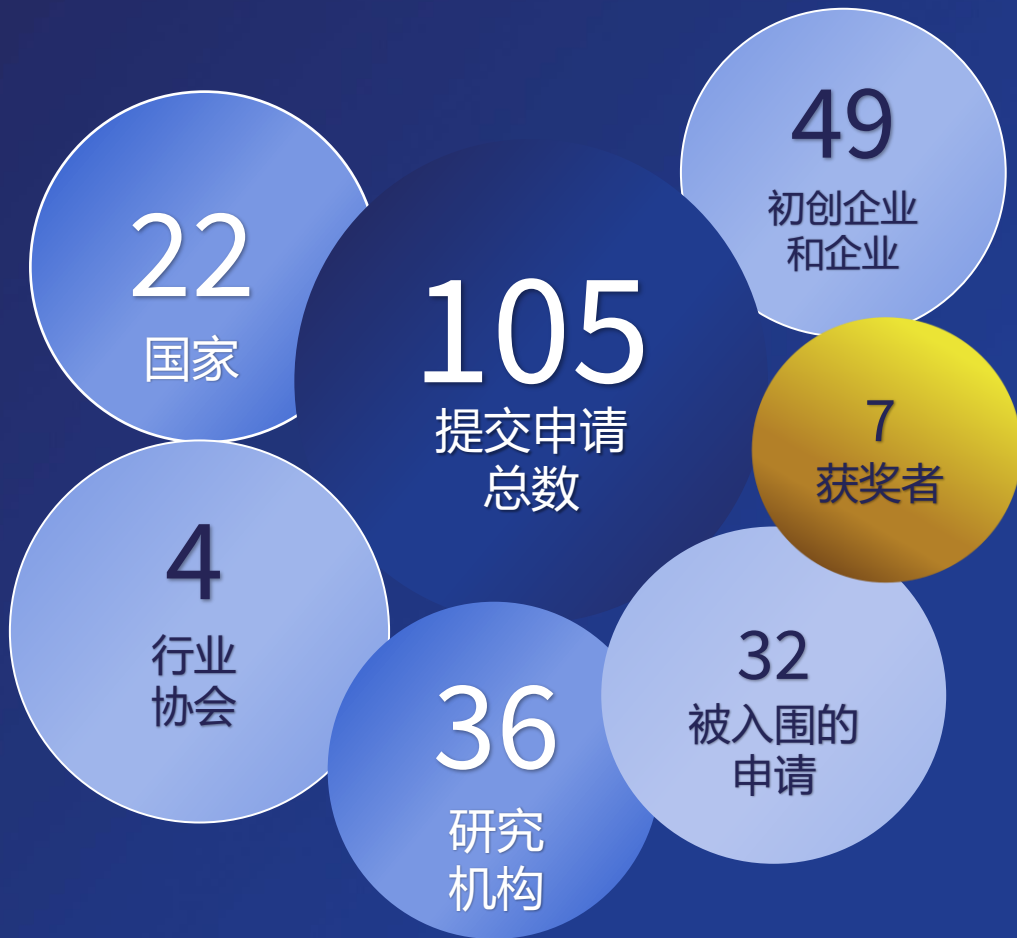 49
初创企业
和企业
22
国家
105
提交申请
总数
7
获奖者
4
行业
协会
32
被入围的
申请
36
研究
机构